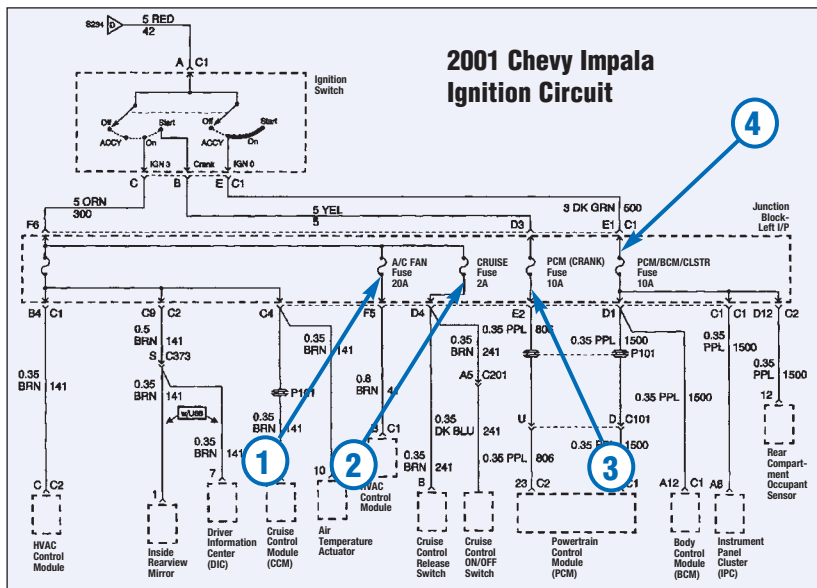 2001 Chevy Impala
Ignition Circuit
S234 D
5 RED
42
A C1
Ignition
Switch
Off
Start
ACCY
On
Off
Start
ACCY
On
IGN 3
Crank
IGN 0
C
B
E C1
5 ORN
300
5 YEL
5
3 DK GRN 600
F6
D3
E1 C1
Junction
Block-
Left I/P
A/C FAN
Fuse
20A
CRUISE
Fuse
2A
PCM (CRANK)
Fuse
10A
PCM/BCM/CLSTR
Fuse
10A
4
B4 C1
C9 C2
C4
F5
D4
E2
D1
C1 C1
D12 C2
0.5
BRN 141
S C373
0.35
BRN 141
0.35
BRN 141
w/U68
0.35
BRN 141
0.35
BRN 141
P101
0.35
BRN 141
0.8
BRN
C1
0.35
BRN 241
A5 C201
0.35
DK BLU 241
0.35
BRN 241
0.35 PPL 806
0.35 PPL 1500
P101
U
D C101
0.35 PPL 806
1500
0.35
PPL 1500
0.35
PPL 1500
0.35
PPL 1500
1
2
3
C C2
1
7
10
B
23 C2
C1
A12 C1
A8
12
HVAC
Control
Module
Inside
Rearview
Mirror
Driver
Information
Center (DIC)
Cruise
Control
Module (CCM)
Air
Temperature
Actuator
HVAC
Control
Module
Cruise
Control
Release
Switch
Cruise
Control
ON/OFF
Switch
Powertrain
Control
Module
(PCM)
Body
Control
Module
(BCM)
Instrument
Panel
Cluster
(IPC)
Rear
Compart-
ment
Occupant
Sensor